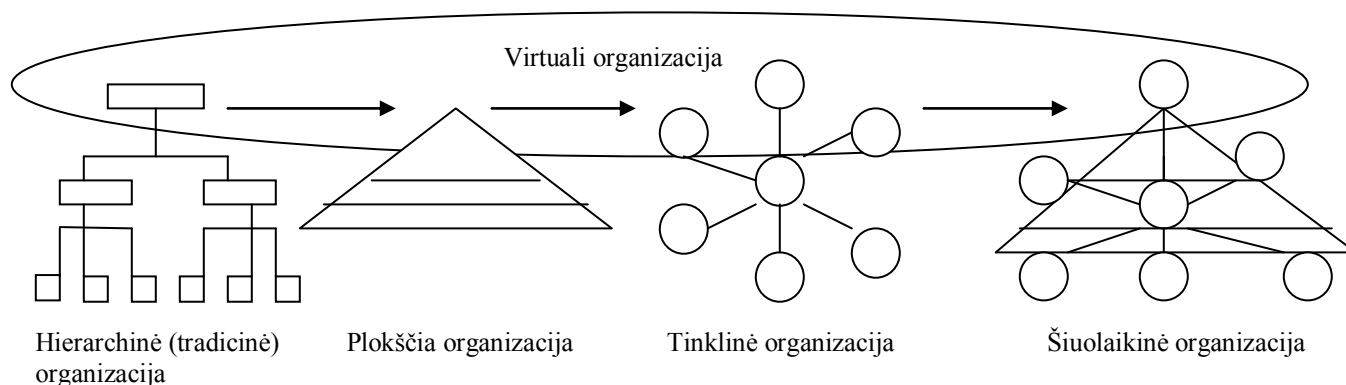 Virtuali organizacija
Hierarchinė (tradicinė)
organizacija
Plokščia organizacija
Tinklinė organizacija
Šiuolaikinė organizacija